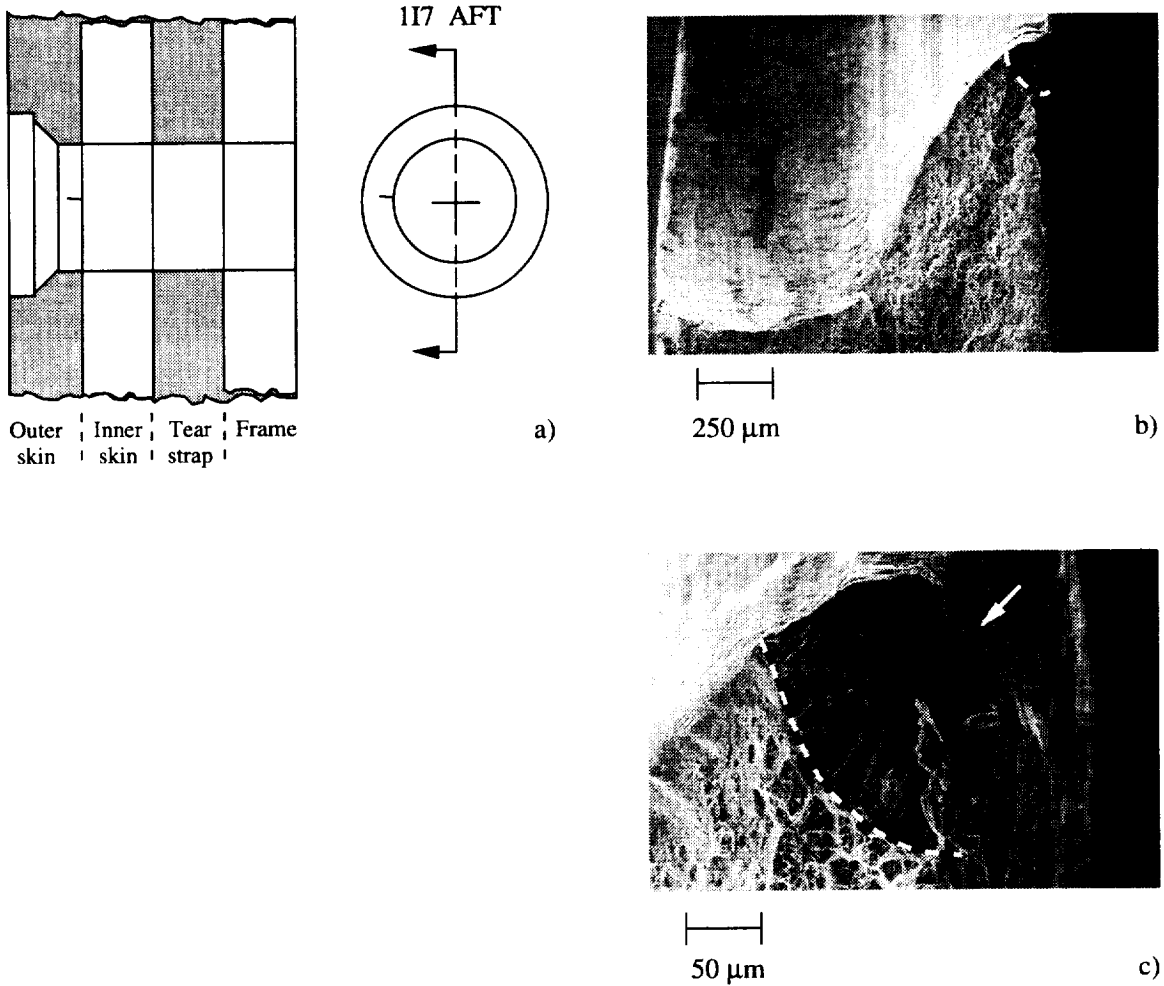 1I7 AFT
Outer skin
Inner skin
Tear strap
Frame
a)
250 μm
b)
50 μm
c)